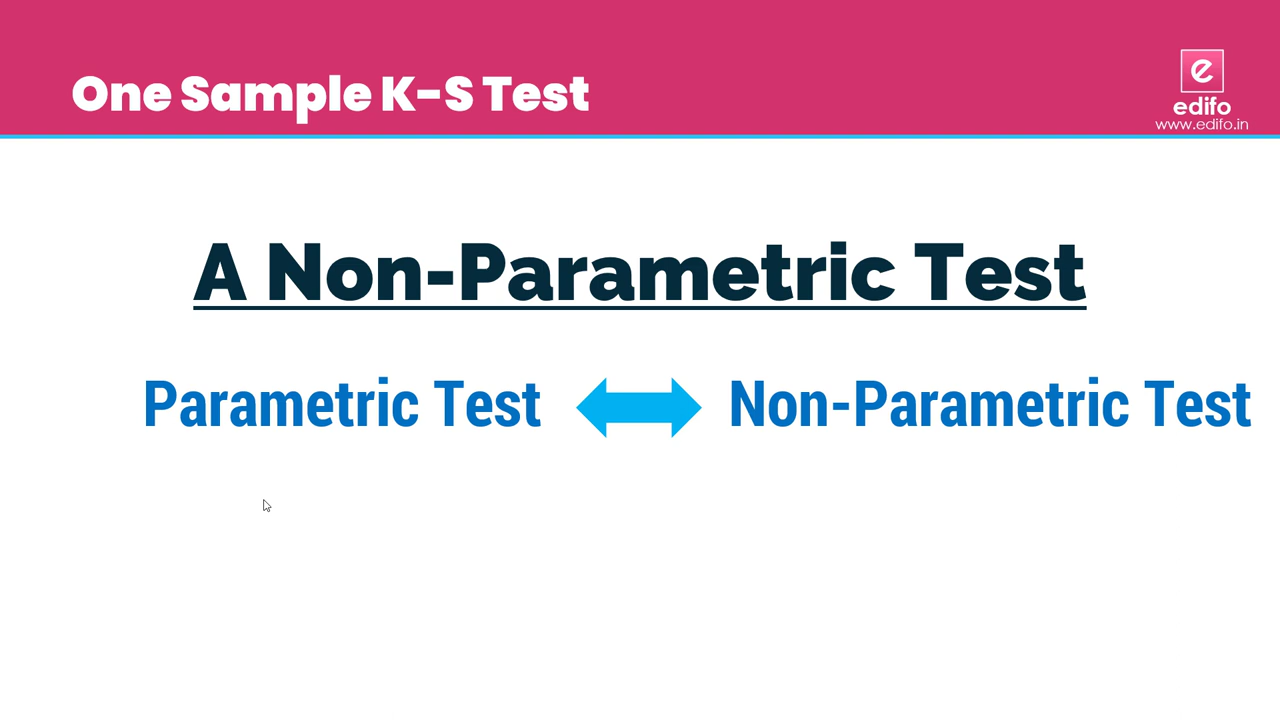 One Sample K-S Test
e
edifo
www.edifo.in
A Non-Parametric Test
Parametric Test Non-Parametric Test